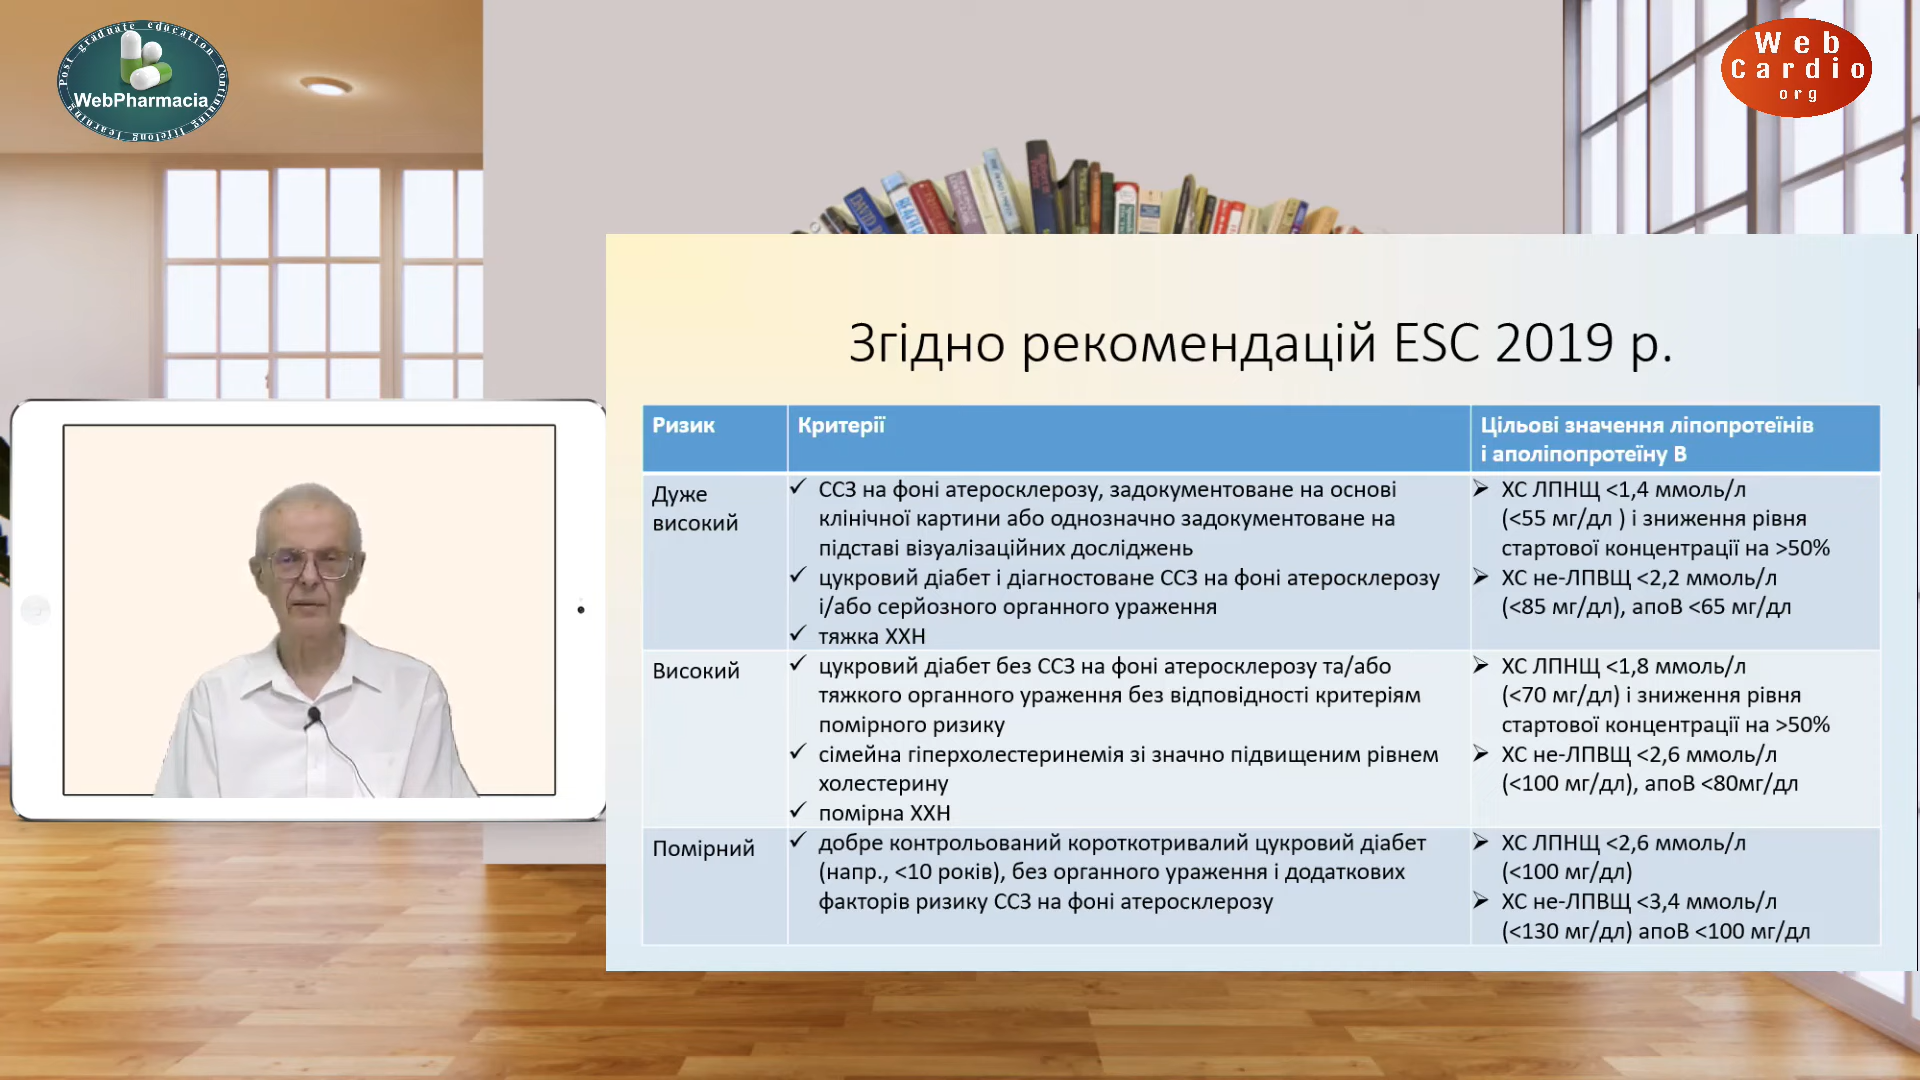 Post graduate education Continuing lifelong learning
WebPharmacia
Web
Cardio
org
Згідно рекомендацій ESC 2019 р.
Ризик
Критерії
Цільові значення ліпопротеїнів
і аполіпопротеїну В
Дуже
високий
✓ ССЗ на фоні атеросклерозу, задокументоване на основі
клінічної картини або однозначно задокументоване на
підставі візуалізаційних досліджень
✓ цукровий діабет і діагностоване ССЗ на фоні атеросклерозу
і/або серйозного органного ураження
✓ тяжка ХХН
➢ ХС ЛПНЩ <1,4 ммоль/л
(<55 мг/дл ) і зниження рівня
стартової концентрації на >50%
➢ ХС не-ЛПВЩ <2,2 ммоль/л
(<85 мг/дл), апоВ <65 мг/дл
Високий
✓ цукровий діабет без ССЗ на фоні атеросклерозу та/або
тяжкого органного ураження без відповідності критеріям
помірного ризику
✓ сімейна гіперхолестеринемія зі значно підвищеним рівнем
холестерину
✓ помірна ХХН
➢ ХС ЛПНЩ <1,8 ммоль/л
(<70 мг/дл) і зниження рівня
стартової концентрації на >50%
➢ ХС не-ЛПВЩ <2,6 ммоль/л
(<100 мг/дл), апоВ <80мг/дл
Помірний
✓ добре контрольований короткотривалий цукровий діабет
(напр., <10 років), без органного ураження і додаткових
факторів ризику ССЗ на фоні атеросклерозу
➢ ХС ЛПНЩ <2,6 ммоль/л
(<100 мг/дл)
➢ ХС не-ЛПВЩ <3,4 ммоль/л
(<130 мг/дл) апоВ <100 мг/дл